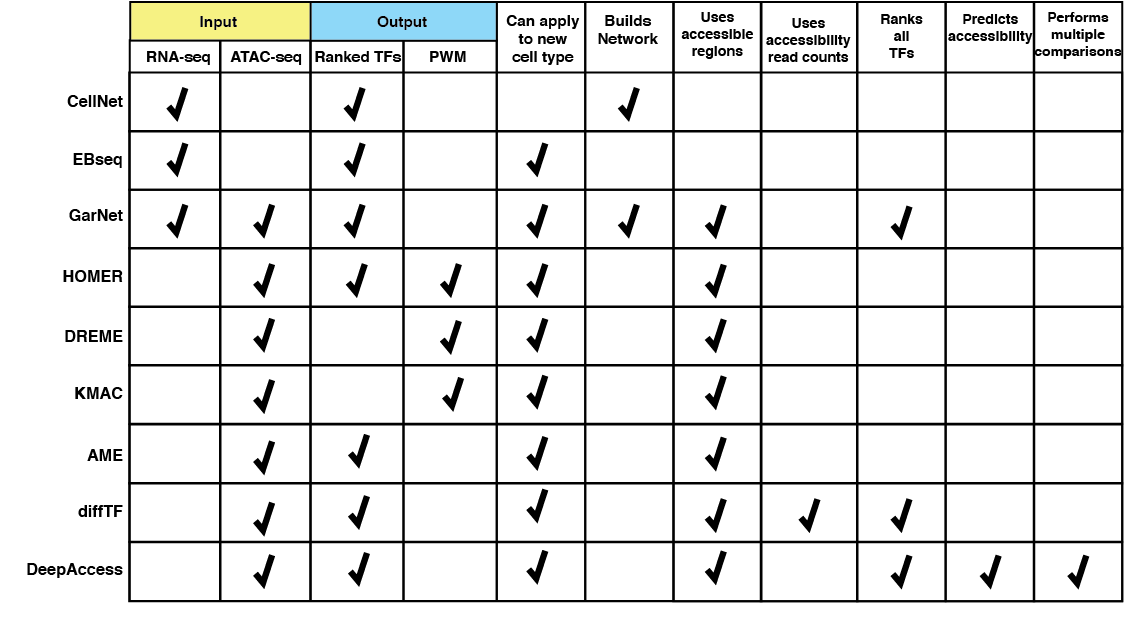 Input
Output
RNA-seq
ATAC-seq
Ranked TFs
PWM
Can apply
to new
cell type
Builds
Network
Uses
accessible
regions
Uses
accessibility
read counts
Ranks
all
TFs
Predicts
accessibility
Performs
multiple
comparisons
CellNet
EBseq
GarNet
HOMER
DREME
KMAC
AME
diffTF
DeepAccess